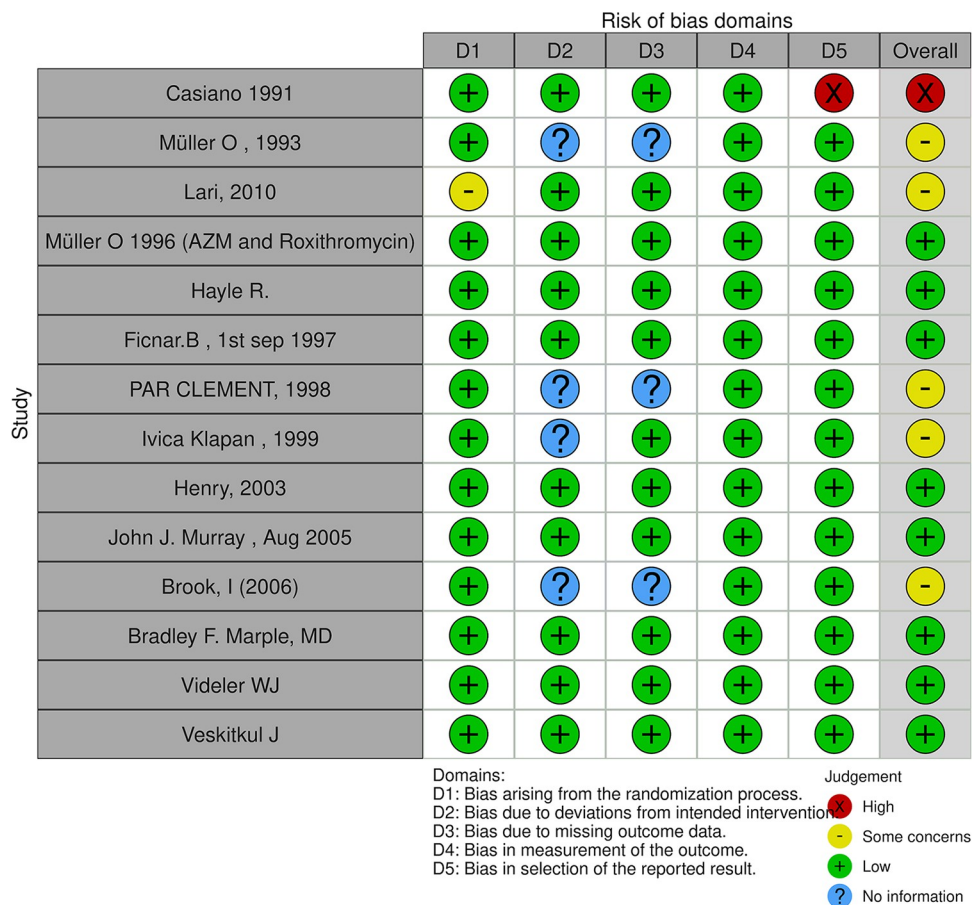 Risk of bias domains
D1 D2 D3 D4 D5 Overall
Study
Casiano 1991 + + + + X X
Müller O , 1993 + ? ? + + -
Lari, 2010 - + + + + -
Müller O 1996 (AZM and Roxithromycin) + + + + + +
Hayle R. + + + + + +
Ficnar.B , 1st sep 1997 + + + + + +
PAR CLEMENT, 1998 + ? ? + + -
Ivica Klapan , 1999 + ? + + + -
Henry, 2003 + + + + + +
John J. Murray , Aug 2005 + + + + + +
Brook, I (2006) + ? ? + + -
Bradley F. Marple, MD + + + + + +
Videler WJ + + + + + +
Veskitkul J + + + + + +
Domains:
D1: Bias arising from the randomization process.
D2: Bias due to deviations from intended intervention.
D3: Bias due to missing outcome data.
D4: Bias in measurement of the outcome.
D5: Bias in selection of the reported result.
Judgement
X High
- Some concerns
+ Low
? No information